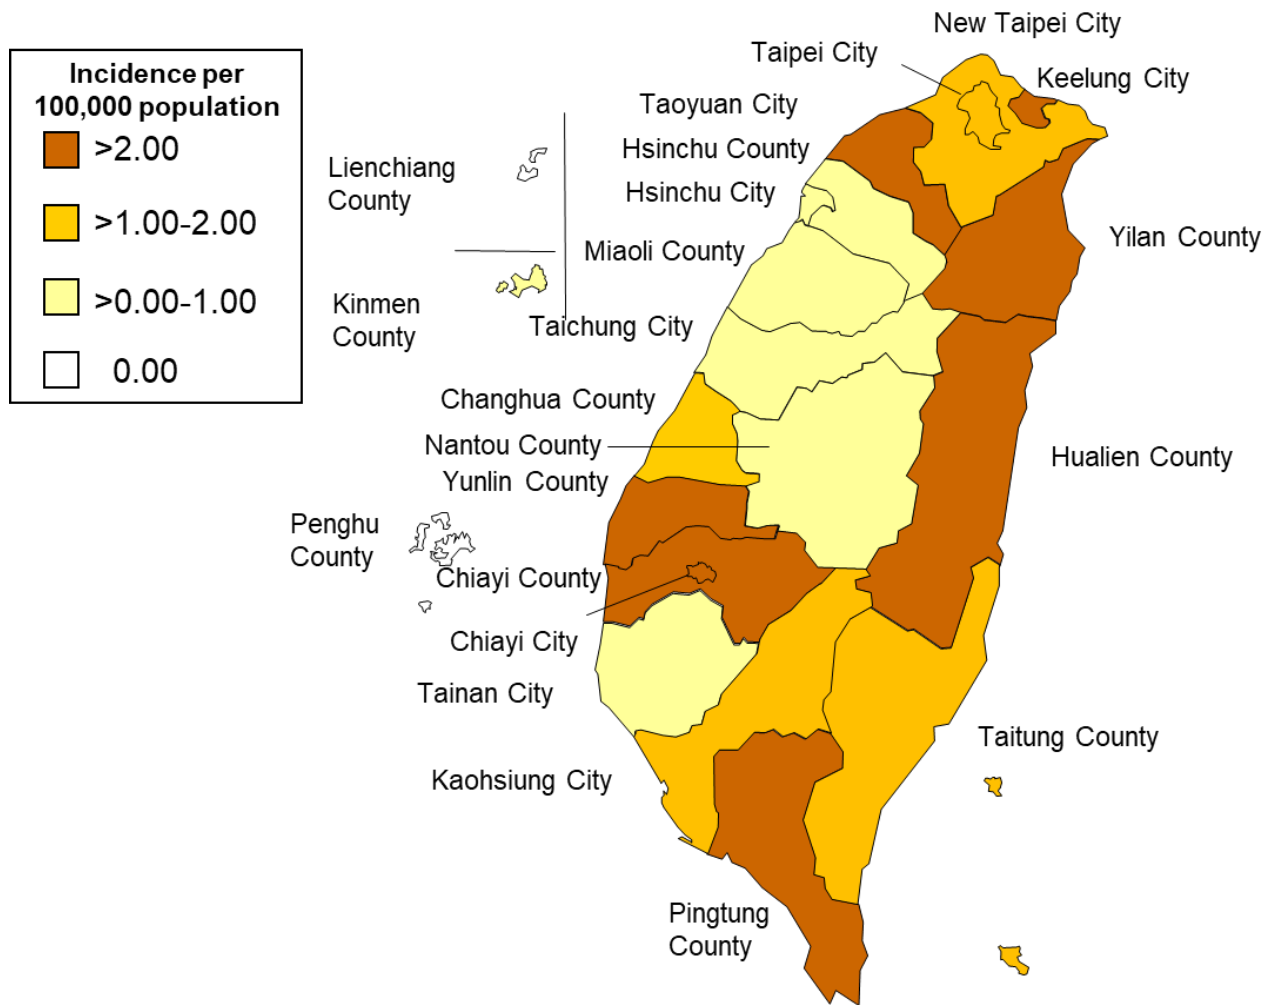 Incidence per
100,000 population
>2.00
>1.00-2.00
>0.00-1.00
0.00
New Taipei City
Taipei City
Keelung City
Taoyuan City
Hsinchu County
Lienchiang
County
Hsinchu City
Yilan County
Miaoli County
Kinmen
County
Taichung City
Changhua County
Nantou County
Hualien County
Yunlin County
Penghu
County
Chiayi County
Chiayi City
Tainan City
Taitung County
Kaohsiung City
Pingtung
County